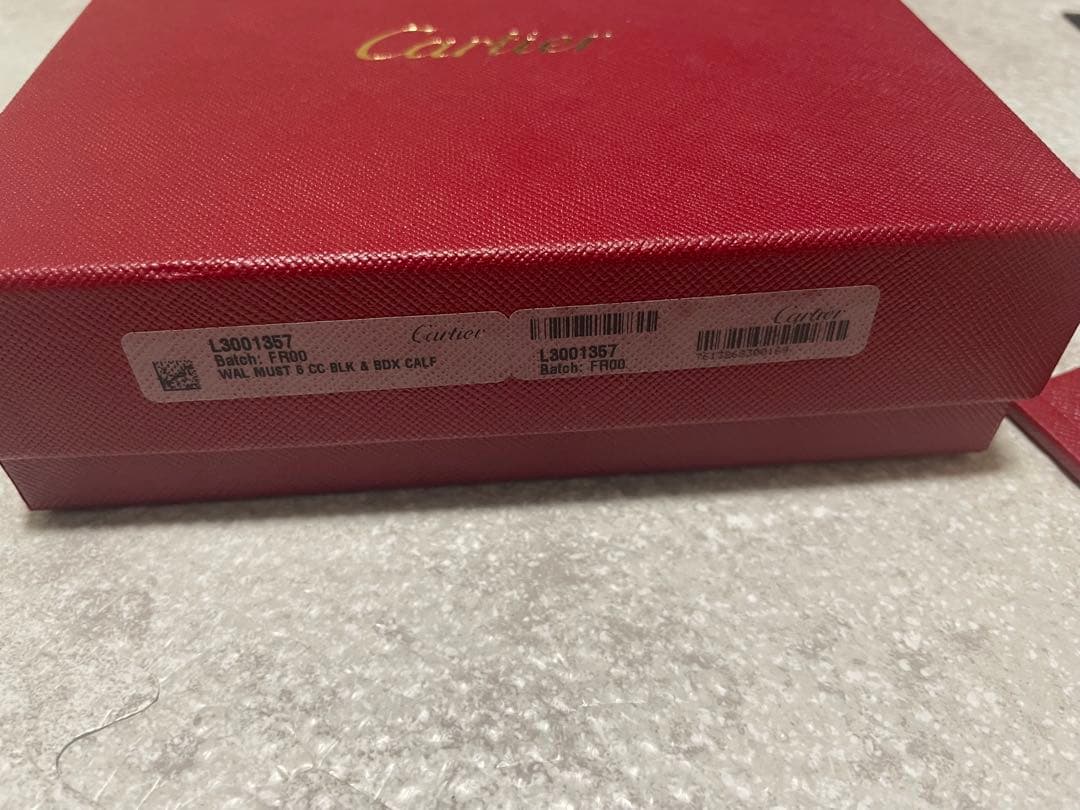 Cartier
L3001357
Cartier
Batch: FR00
WAL MUST 6 CC BLK & BDX CALF
L3001357
Batch: FR00
Cartier